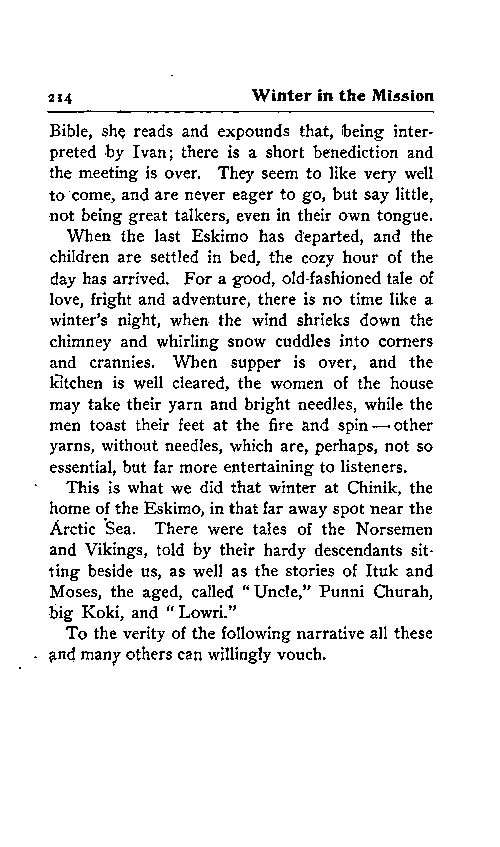 214 Winter in the Mission
Bible, she reads and expounds that, being inter-
preted by Ivan; there is a short benediction and
the meeting is over. They seem to like very well
to come, and are never eager to go, but say little,
not being great talkers, even in their own tongue.
When the last Eskimo has departed, and the
children are settled in bed, the cozy hour of the
day has arrived. For a good, old-fashioned tale of
love, fright and adventure, there is no time like a
winter's night, when the wind shrieks down the
chimney and whirling snow cuddles into corners
and crannies. When supper is over, and the
kitchen is well cleared, the women of the house
may take their yarn and bright needles, while the
men toast their feet at the fire and spin — other
yarns, without needles, which are, perhaps, not so
essential, but far more entertaining to listeners.
This is what we did that winter at Chinik, the
home of the Eskimo, in that far away spot near the
Arctic Sea. There were tales of the Norsemen
and Vikings, told by their hardy descendants sit-
ting beside us, as well as the stories of Ituk and
Moses, the aged, called "Uncle," Punni Churah,
big Koki, and "Lowri."
To the verity of the following narrative all these
and many others can willingly vouch.